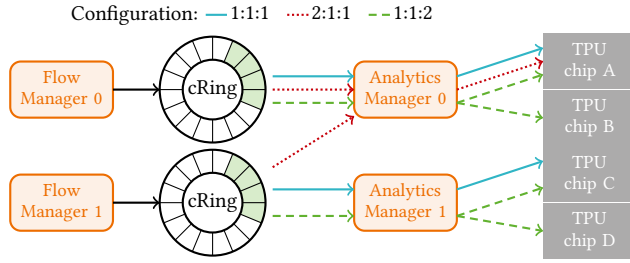 Configuration: 1:1:1 2:1:1 1:1:2
Flow
Manager 0
cRing
Analytics
Manager 0
TPU
chip A
TPU
chip B
Flow
Manager 1
cRing
Analytics
Manager 1
TPU
chip C
TPU
chip D